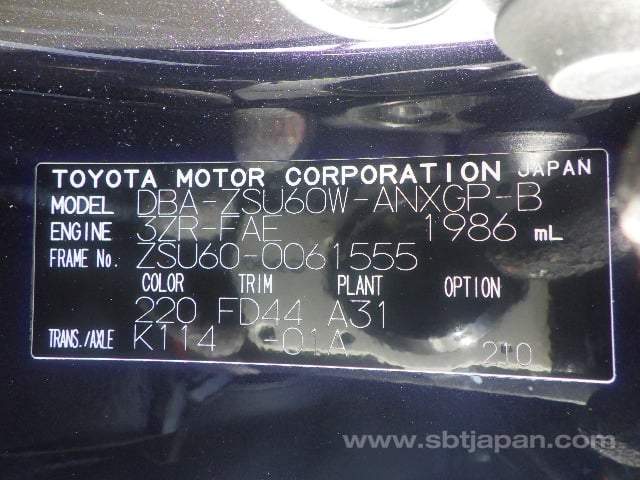 TOYOTA MOTOR CORPORATION JAPAN
MODEL DBA-ZSU60W-ANXGP-B
ENGINE 3ZR-FAE 1986 mL
FRAME No. ZSU60-0061555
COLOR TRIM PLANT OPTION
220 FD44 A31
TRANS./AXLE K114 -01A 210
www.sbtjapan.com